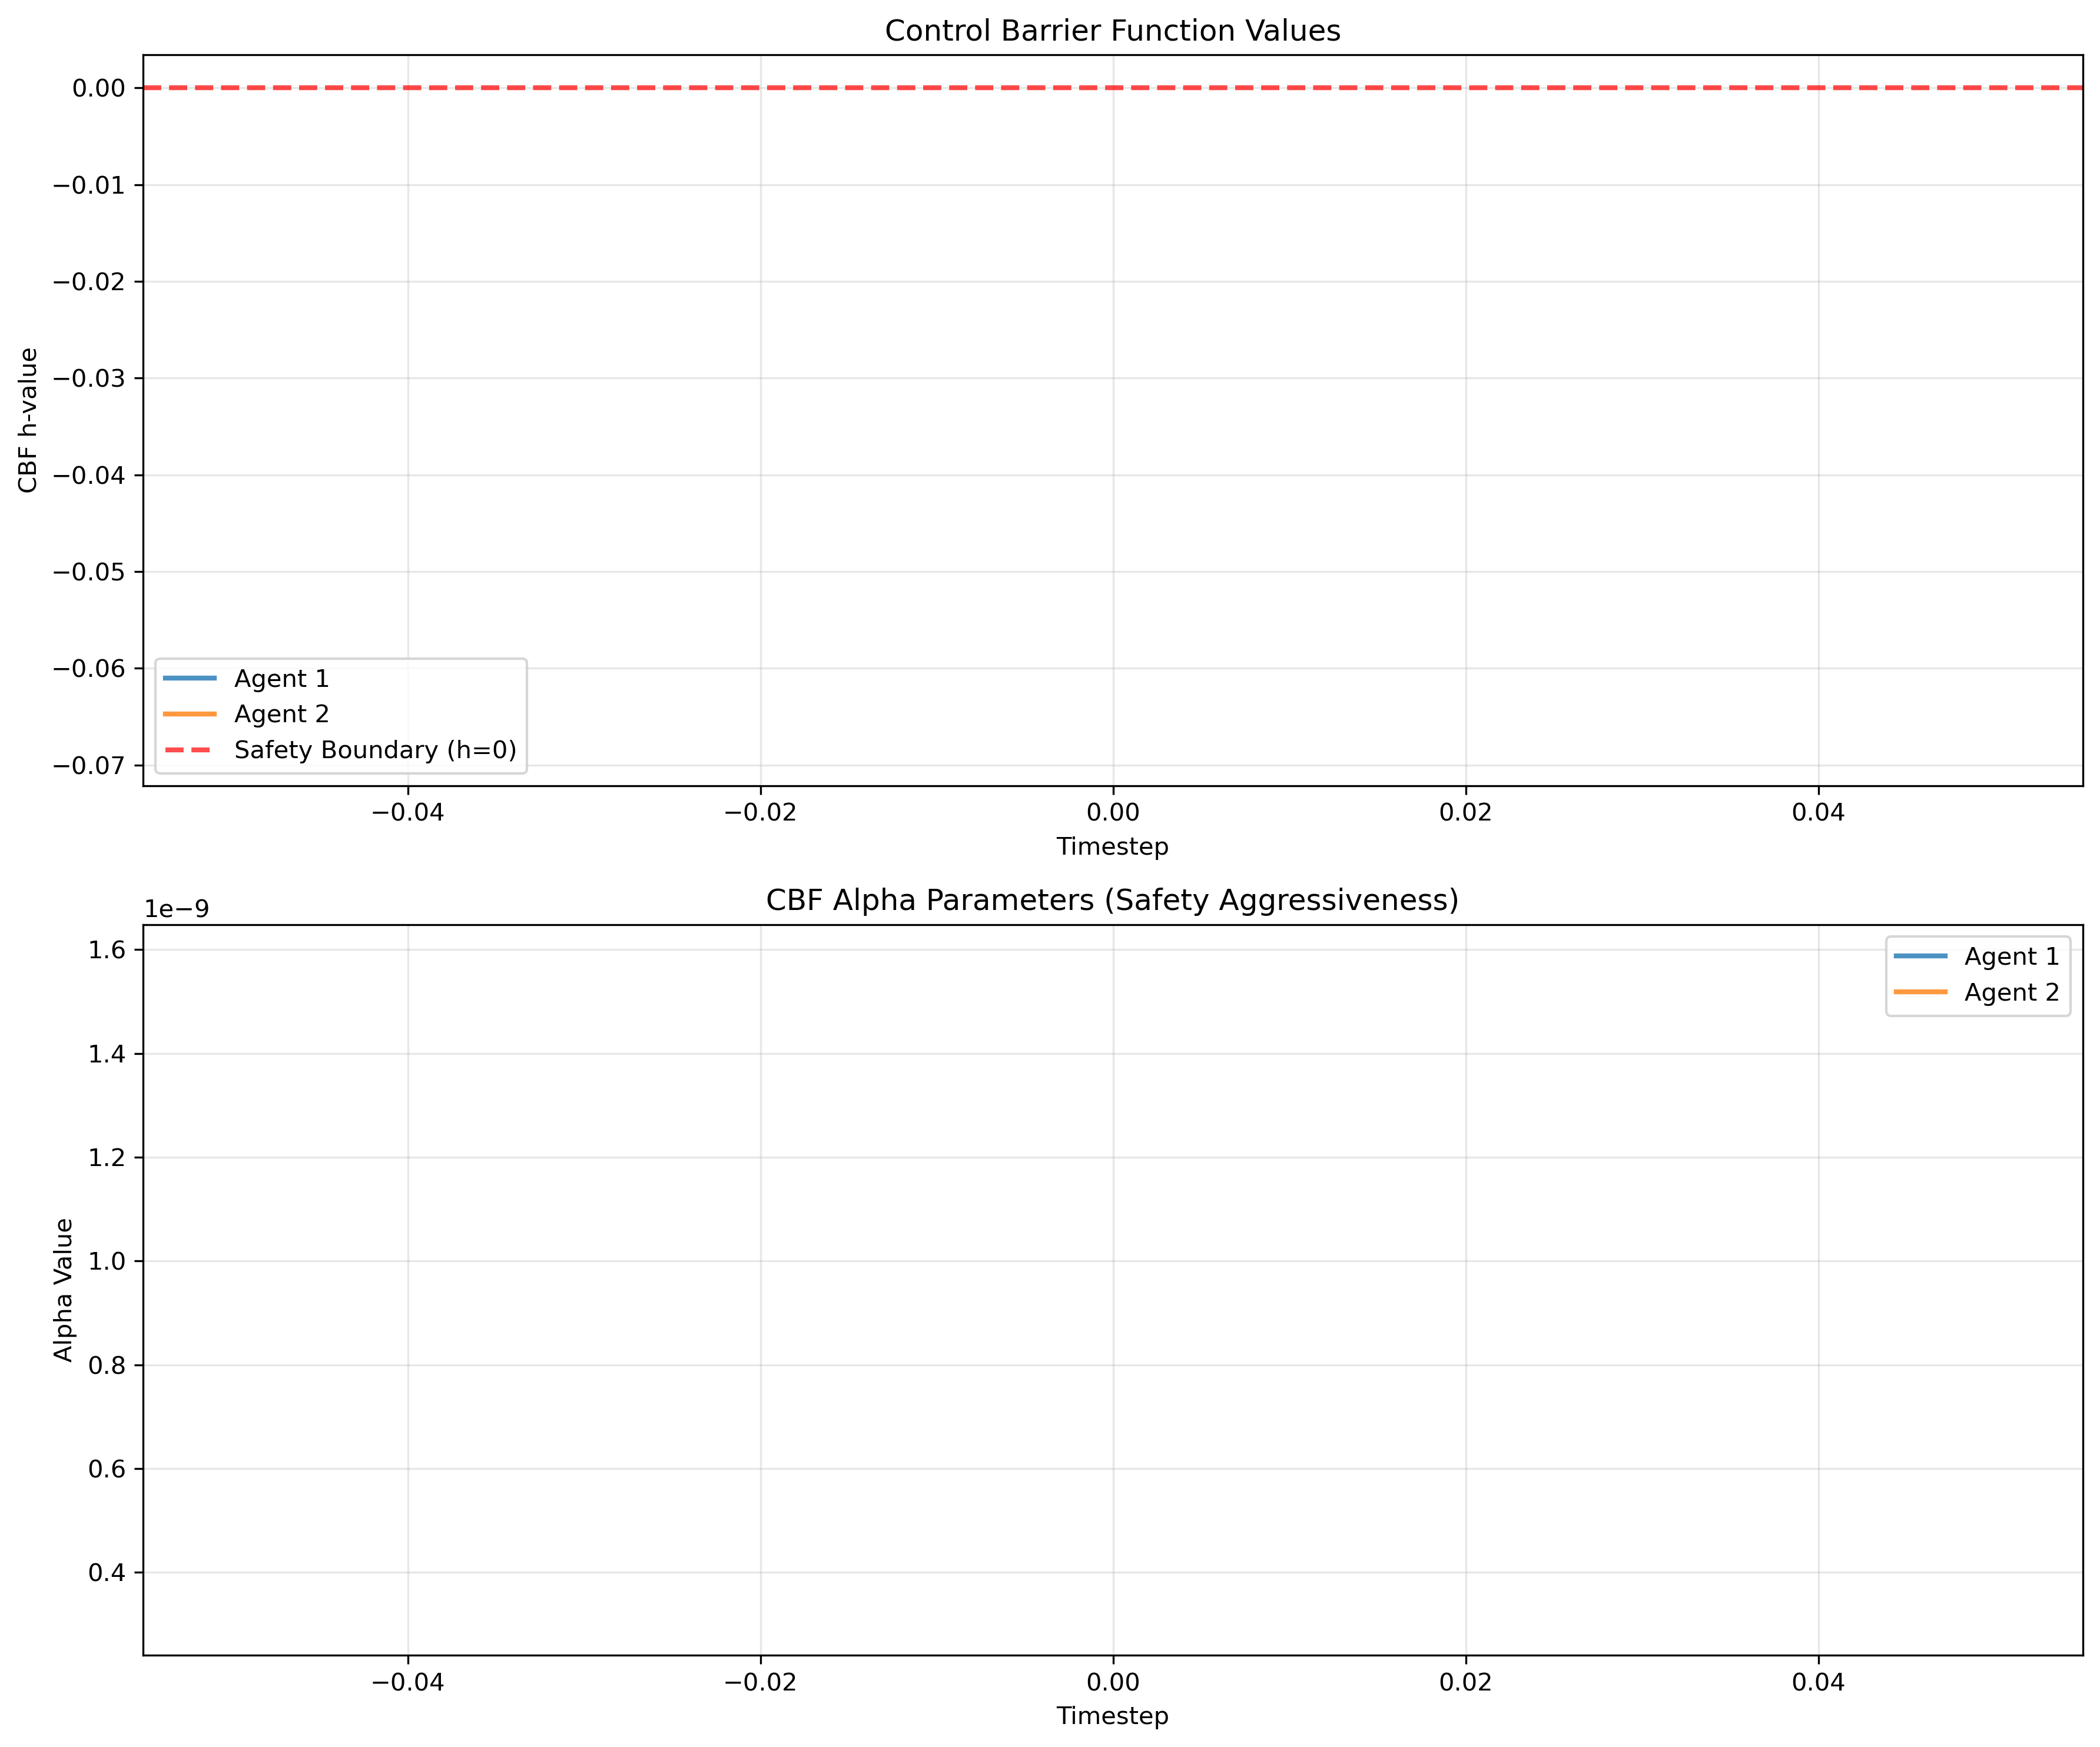 Control Barrier Function Values
0.00
−0.01
−0.02
−0.03
−0.04
−0.05
−0.06
−0.07
CBF h-value
Agent 1
Agent 2
Safety Boundary (h=0)
−0.04 −0.02 0.00 0.02 0.04
Timestep
CBF Alpha Parameters (Safety Aggressiveness)
1e−9
1.6
1.4
1.2
1.0
0.8
0.6
0.4
Alpha Value
Agent 1
Agent 2
−0.04 −0.02 0.00 0.02 0.04
Timestep